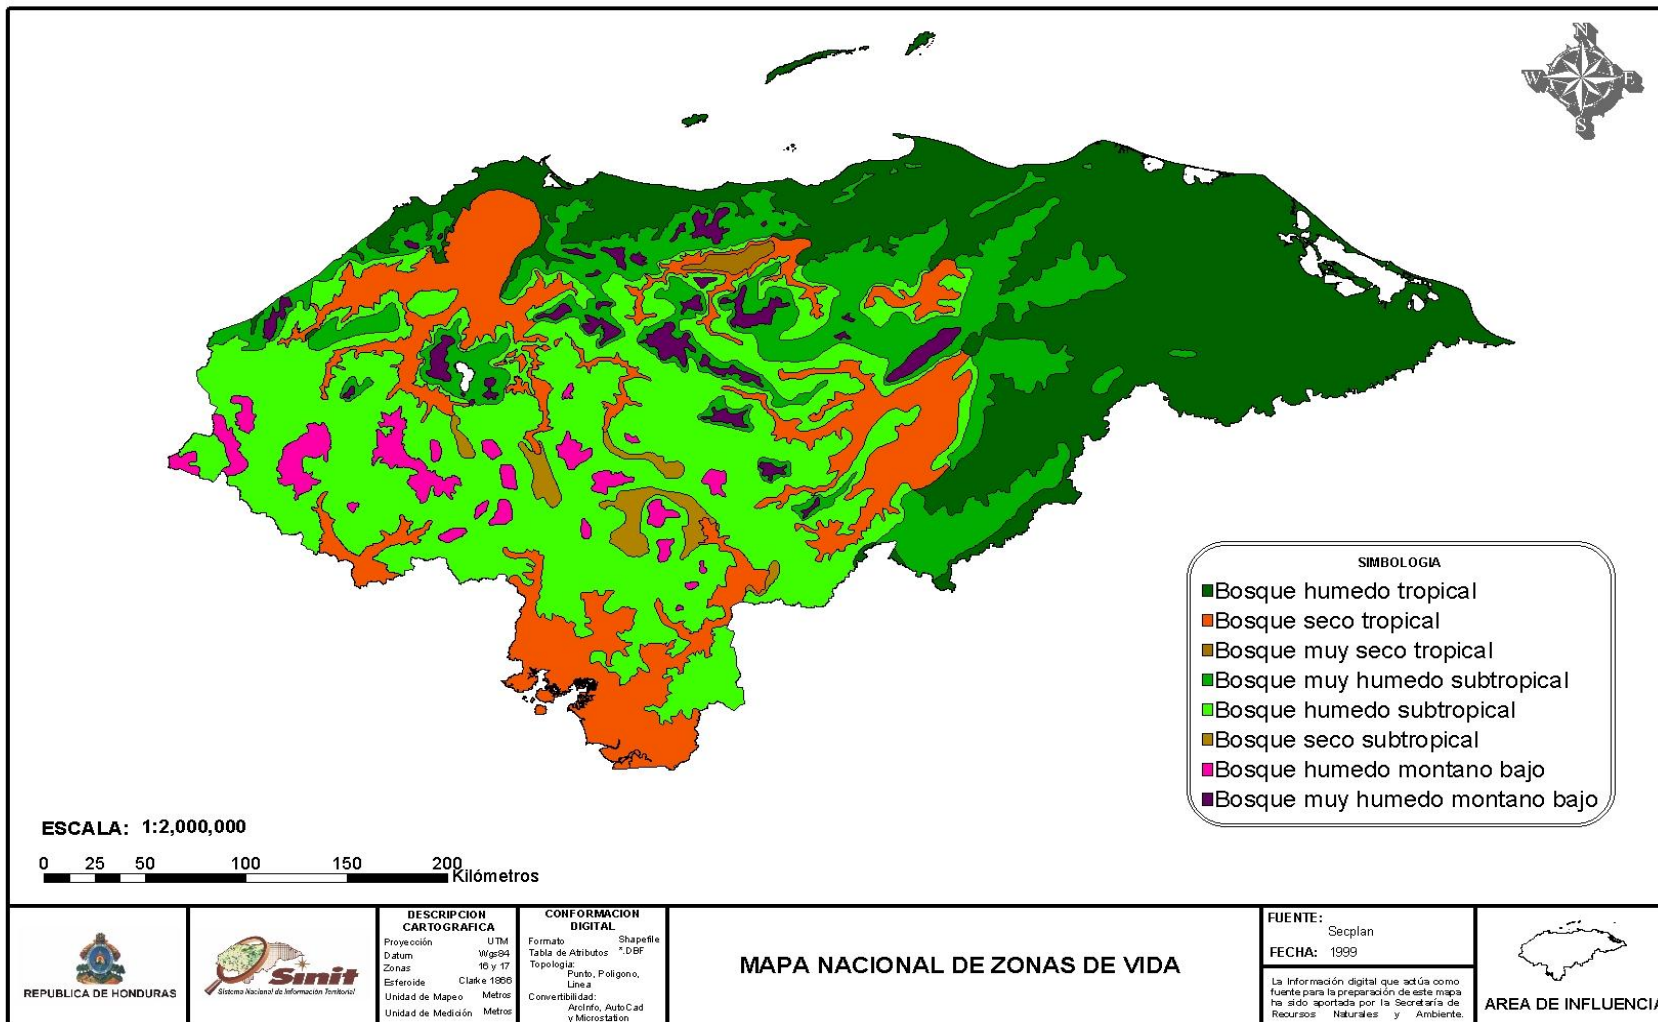 N
W E
S
SIMBOLOGIA
Bosque humedo tropical
Bosque seco tropical
Bosque muy seco tropical
Bosque muy humedo subtropical
Bosque humedo subtropical
Bosque seco subtropical
Bosque humedo montano bajo
Bosque muy humedo montano bajo
ESCALA: 1:2,000,000
0 25 50 100 150 200
Kilómetros
REPUBLICA DE HONDURAS
Sinit
Sistema Nacional de Información Territorial
DESCRIPCION
CARTOGRAFICA
Proyección UTM
Datum Wgs84
Zonas 16 y 17
Esferoide Clarke 1866
Unidad de Mapeo Metros
Unidad de Medición Metros
CONFORMACION
DIGITAL
Formato Shapefile
Tabla de Atributos *.DBF
Topología:
Punto, Poligono,
Linea
Convertibilidad:
ArcInfo, AutoCad
y Microstation
MAPA NACIONAL DE ZONAS DE VIDA
FUENTE:
Secplan
FECHA: 1999
La Información digital que actúa como
fuente para la preparación de este mapa
ha sido aportada por la Secretaría de
Recursos Naturales y Ambiente.
AREA DE INFLUENCIA